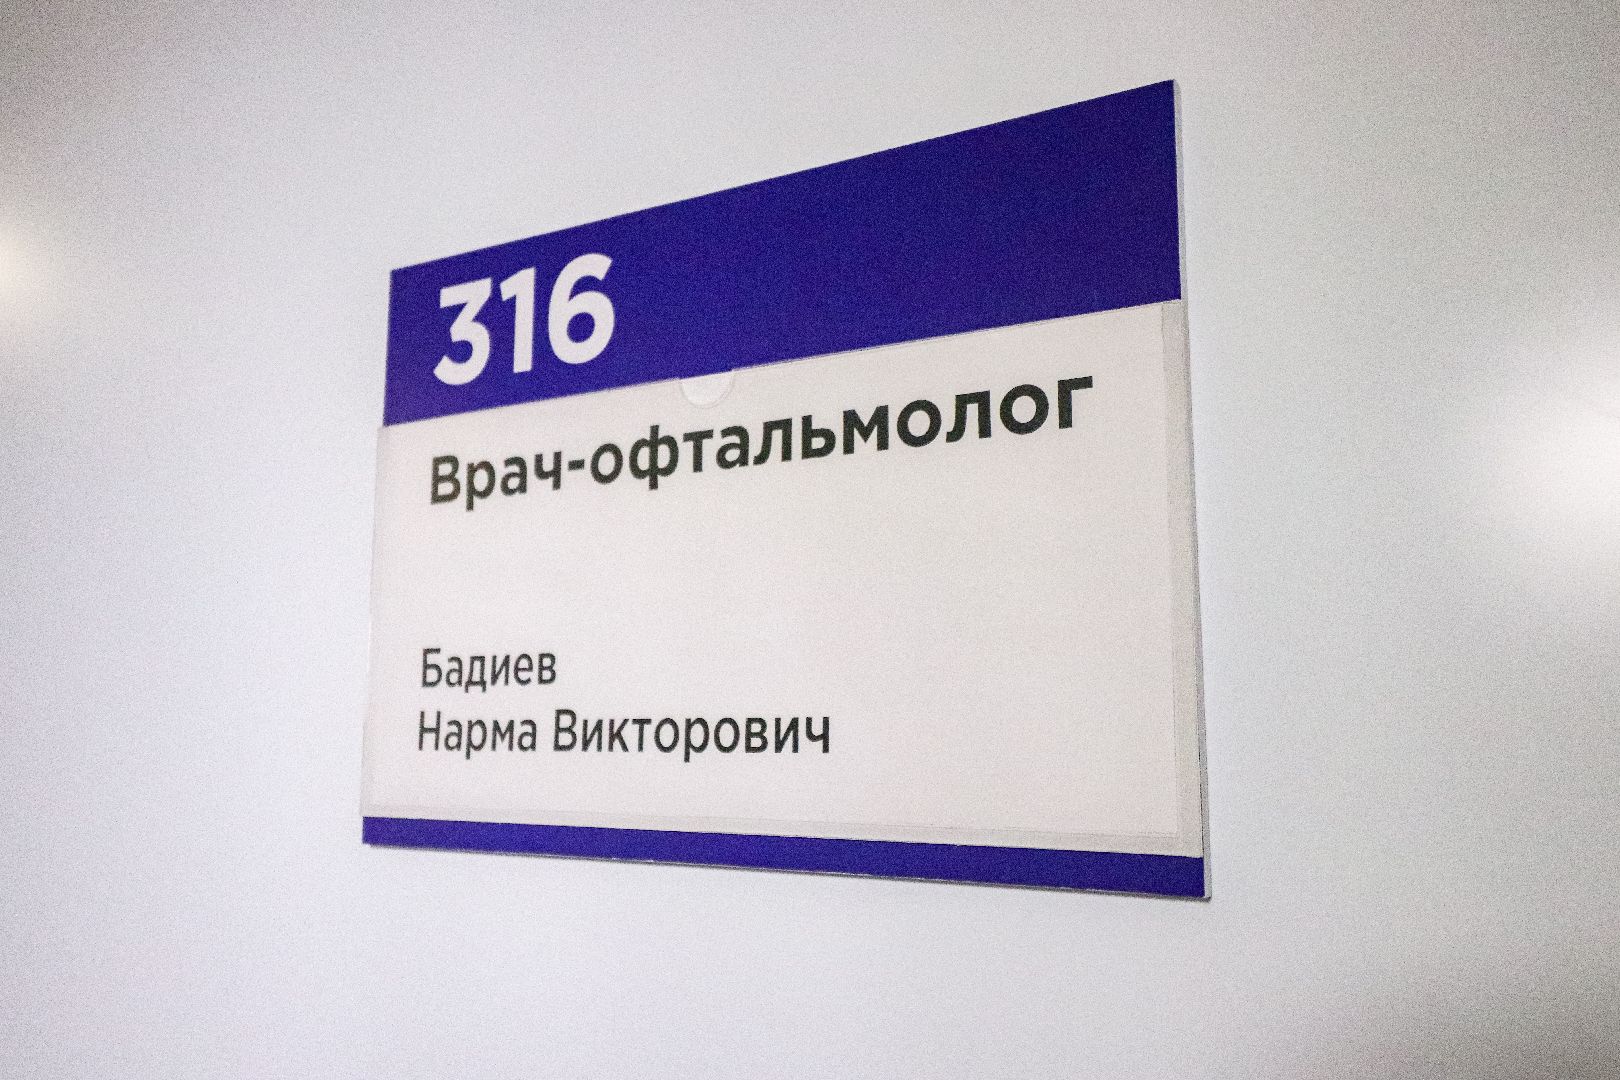 316
Врач-офтальмолог
Бадиев
Нарма Викторович